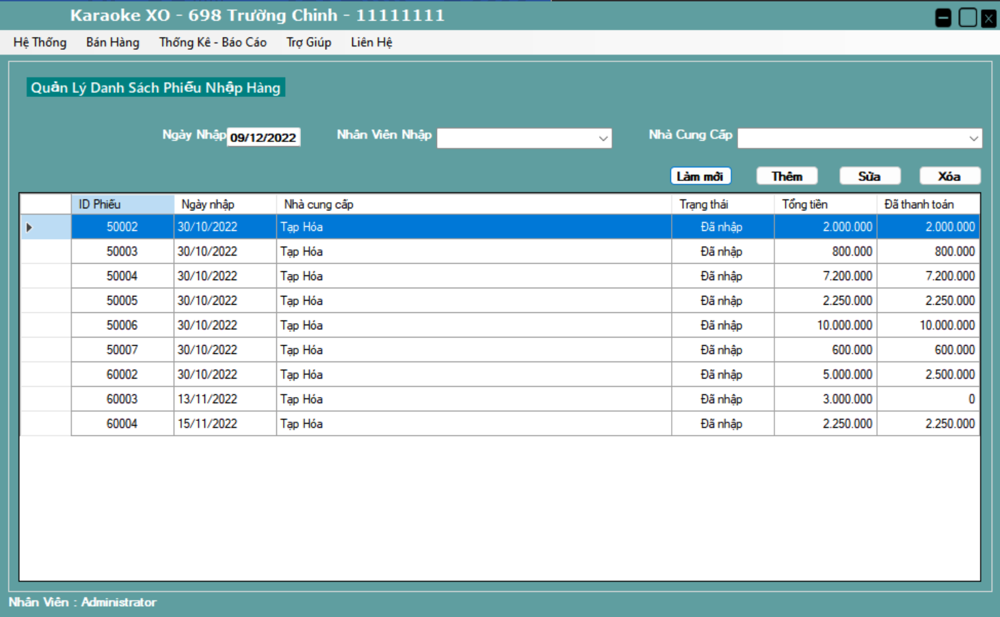 Karaoke XO - 698 Trường Chinh - 11111111
Hệ Thống Bán Hàng Thống Kê - Báo Cáo Trợ Giúp Liên Hệ
Quản Lý Danh Sách Phiếu Nhập Hàng
Ngày Nhập 09/12/2022 Nhân Viên Nhập Nhà Cung Cấp
Làm mới Thêm Sửa Xóa
ID Phiếu Ngày nhập Nhà cung cấp Trạng thái Tổng tiền Đã thanh toán
50002 30/10/2022 Tạp Hóa Đã nhập 2.000.000 2.000.000
50003 30/10/2022 Tạp Hóa Đã nhập 800.000 800.000
50004 30/10/2022 Tạp Hóa Đã nhập 7.200.000 7.200.000
50005 30/10/2022 Tạp Hóa Đã nhập 2.250.000 2.250.000
50006 30/10/2022 Tạp Hóa Đã nhập 10.000.000 10.000.000
50007 30/10/2022 Tạp Hóa Đã nhập 600.000 600.000
60002 30/10/2022 Tạp Hóa Đã nhập 5.000.000 2.500.000
60003 13/11/2022 Tạp Hóa Đã nhập 3.000.000 0
60004 15/11/2022 Tạp Hóa Đã nhập 2.250.000 2.250.000
Nhân Viên : Administrator